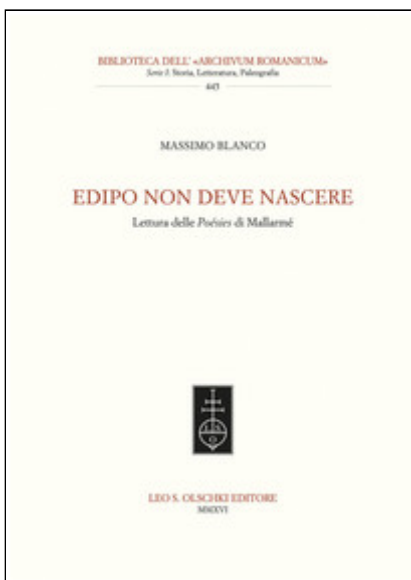 BIBLIOTECA DELL' «ARCHIVUM ROMANICUM»
Serie I: Storia, Letteratura, Paleografia
445
MASSIMO BLANCO
EDIPO NON DEVE NASCERE
Lettura delle Poésies di Mallarmé
LEO S. OLSCHKI EDITORE
MMXVI